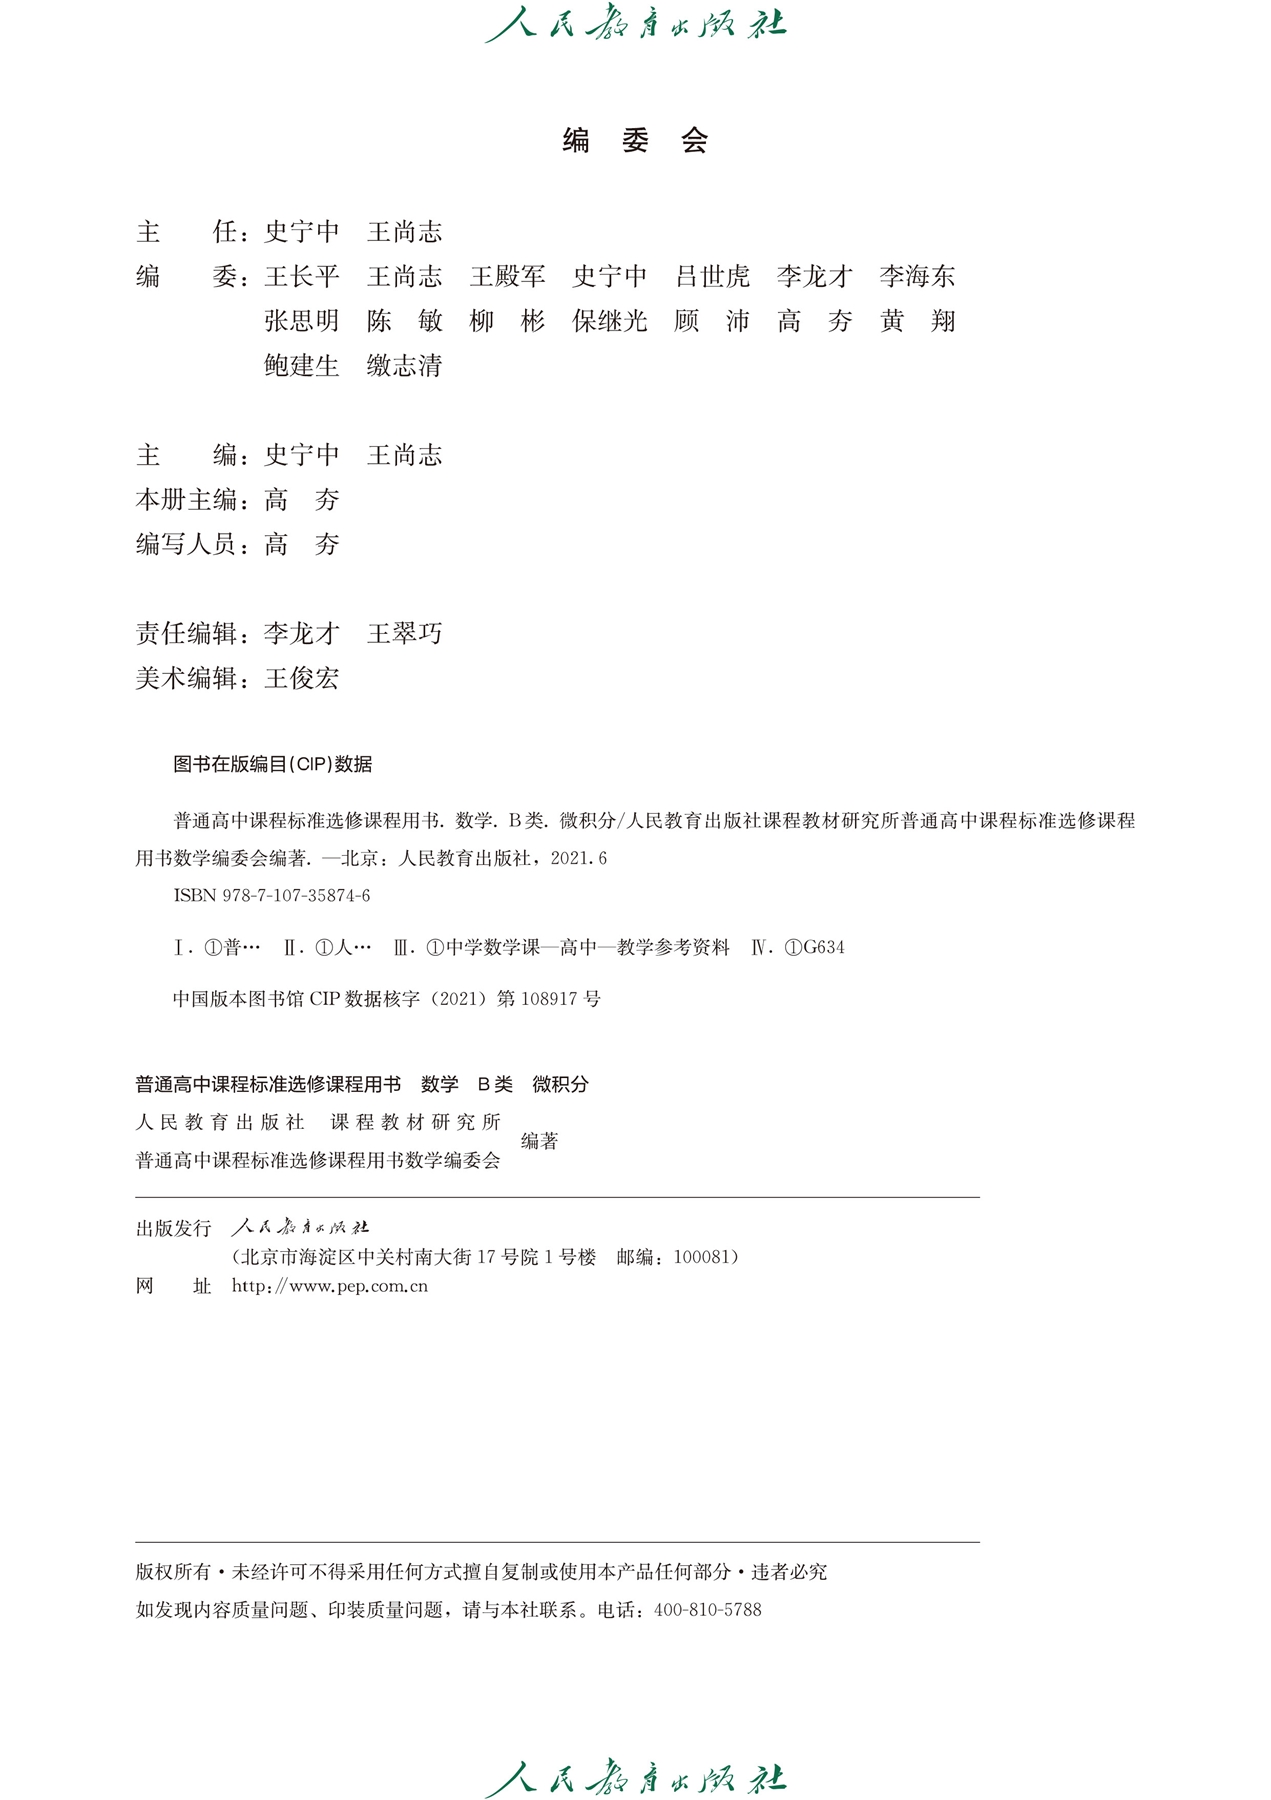 人民教育出版社
编 委 会
主　　任：史宁中　王尚志
编　　委：王长平　王尚志　王殿军　史宁中　吕世虎　李龙才　李海东
张思明　陈　敏　柳　彬　保继光　顾　沛　高　夯　黄　翔
鲍建生　缴志清
主　　编：史宁中　王尚志
本册主编：高　夯
编写人员：高　夯
责任编辑：李龙才　王翠巧
美术编辑：王俊宏
图书在版编目(CIP)数据
普通高中课程标准选修课程用书. 数学. B类. 微积分/人民教育出版社课程教材研究所普通高中课程标准选修课程
用书数学编委会编著. —北京：人民教育出版社，2021.6
ISBN 978-7-107-35874-6
Ⅰ. ①普…　Ⅱ. ①人…　Ⅲ. ①中学数学课—高中—教学参考资料　Ⅳ. ①G634
中国版本图书馆 CIP 数据核字（2021）第 108917 号
普通高中课程标准选修课程用书　数学　B 类　微积分
人民教育出版社　课程教材研究所
普通高中课程标准选修课程用书数学编委会
编著
出版发行　人民教育出版社
（北京市海淀区中关村南大街 17 号院 1 号楼　邮编：100081）
网　　址　http://www.pep.com.cn
版权所有·未经许可不得采用任何方式擅自复制或使用本产品任何部分·违者必究
如发现内容质量问题、印装质量问题，请与本社联系。电话：400-810-5788
人民教育出版社